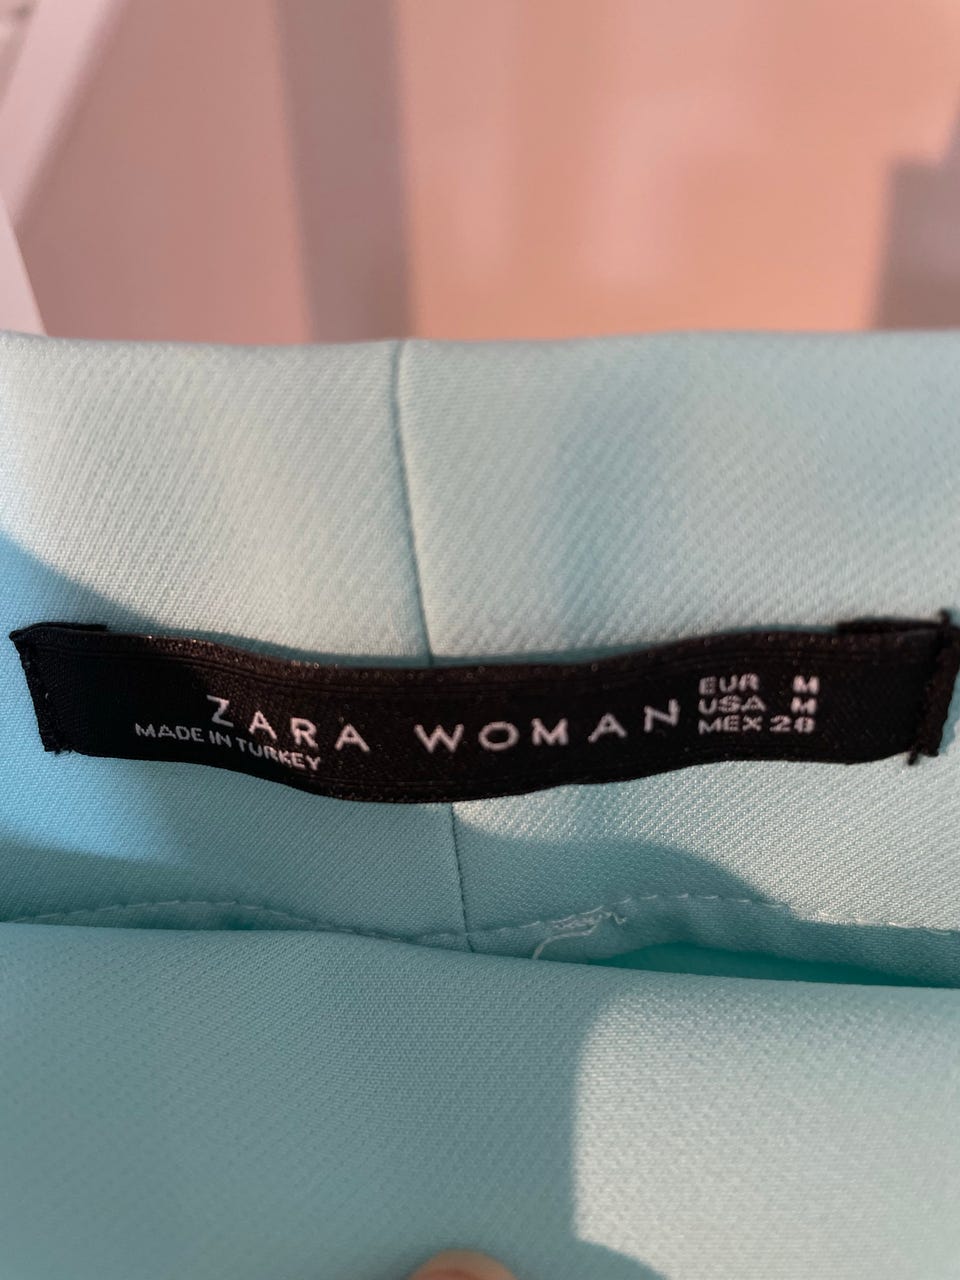 ZARA WOMAN
MADE IN TURKEY
EUR M
USA M
MEX 28